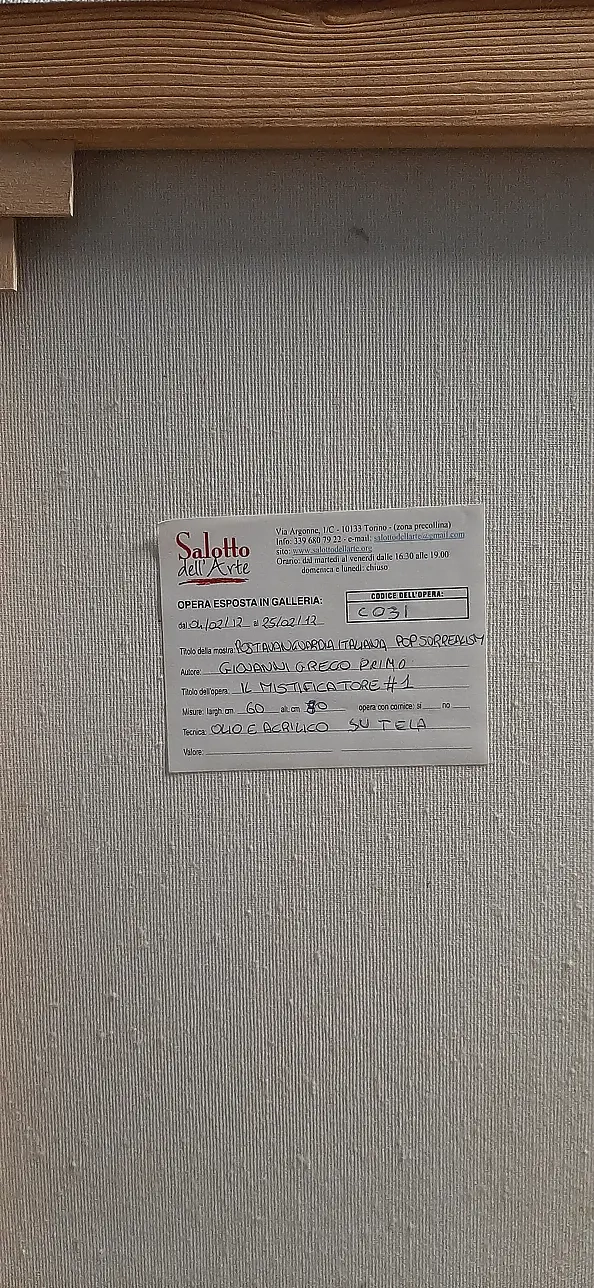 Salotto
dell'Arte
Via Argonne, 1/C - 10133 Torino - (zona precollina)
Info: 339 680 79 22 - e-mail: salottodellarte@gmail.com
sito: www.salottodellarte.org
Orario: dal martedì al venerdì dalle 16:30 alle 19.00
domenica e lunedì: chiuso
OPERA ESPOSTA IN GALLERIA:
CODICE DELL'OPERA:
C031
dal 04/02/12 al 25/02/12
Titolo della mostra: POSTAVANGUARDIA ITALIANA, POP SURREALISM
Autore: GIOVANNI GRECO PRIMO
Titolo dell'opera: IL MISTIFICATORE #1
Misure: largh. cm. 60 alt. cm. 80 opera con cornice: si no
Tecnica: OLIO E ACRILICO SU TELA
Valore: